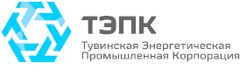 ТЭПК
Тувинская Энергетическая
Промышленная Корпорация